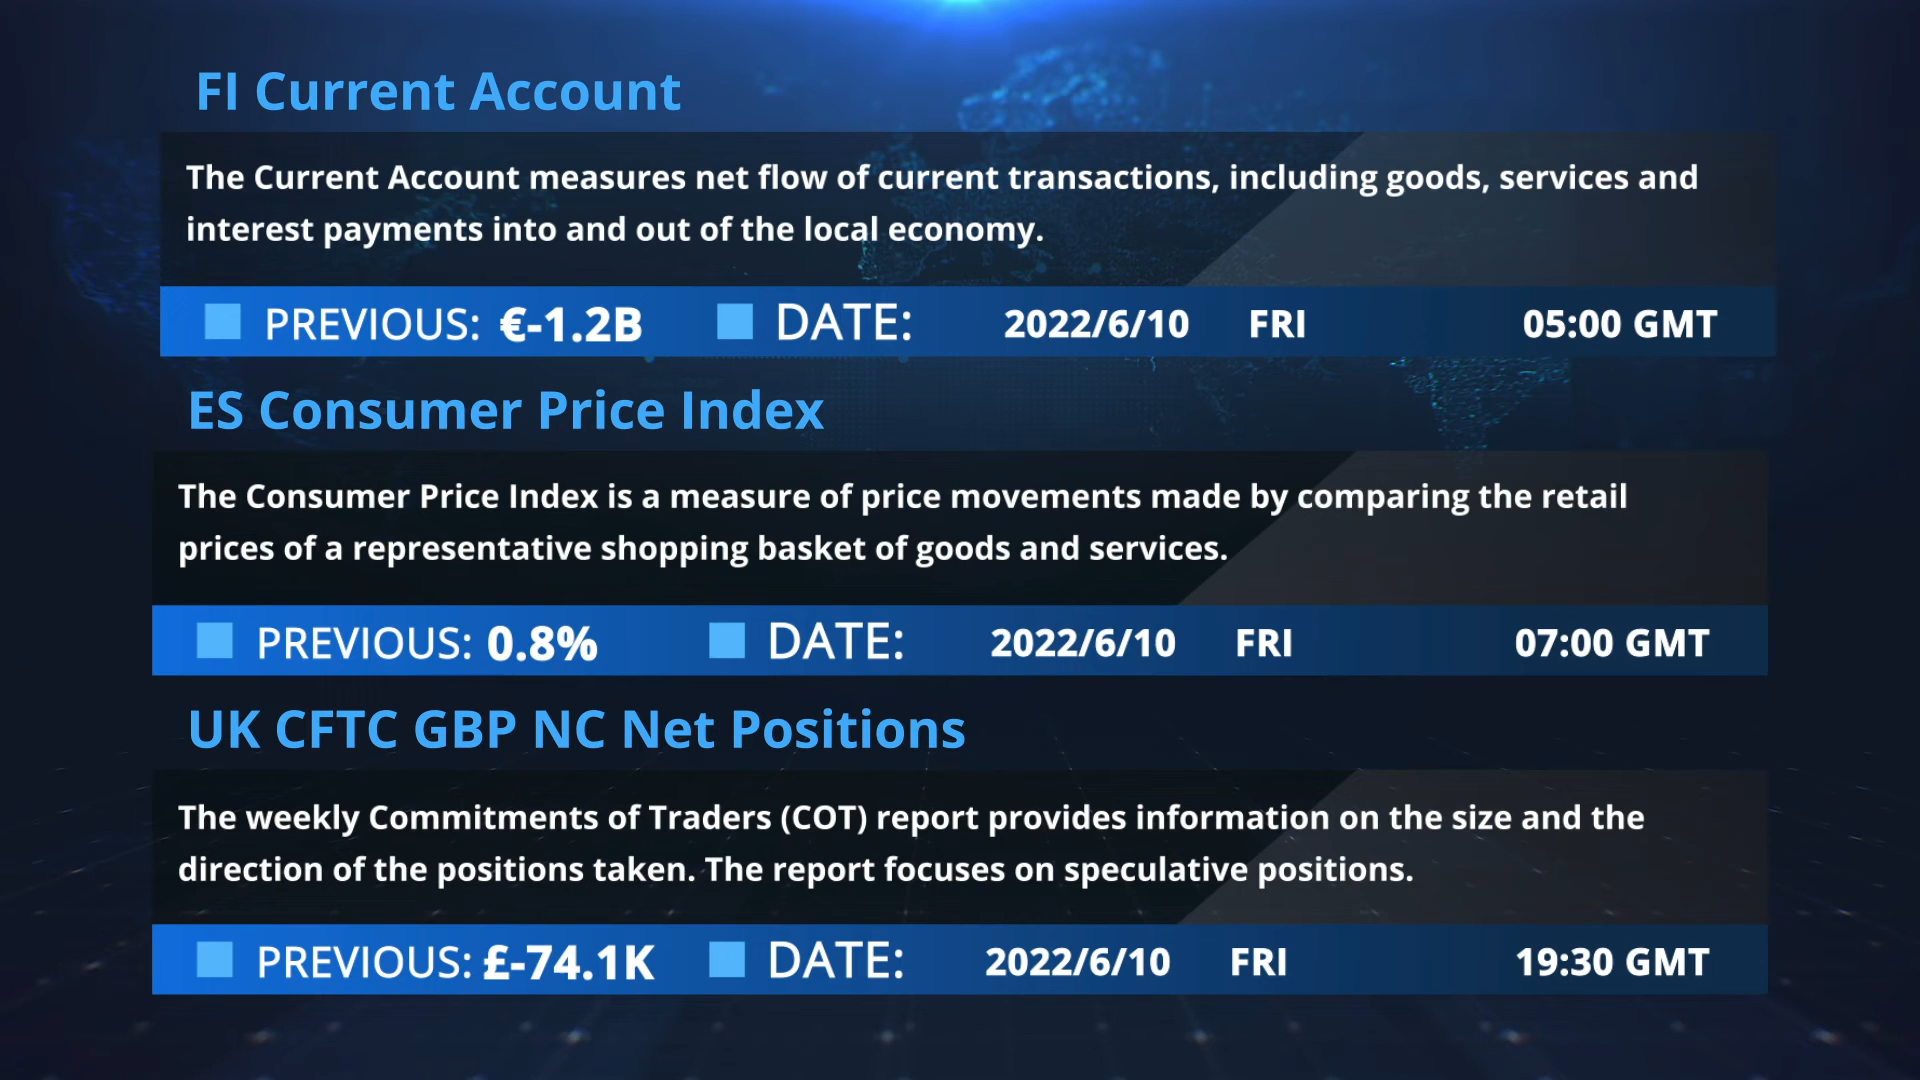 FI Current Account
The Current Account measures net flow of current transactions, including goods, services and
interest payments into and out of the local economy.
PREVIOUS: €-1.2B DATE: 2022/6/10 FRI 05:00 GMT
ES Consumer Price Index
The Consumer Price Index is a measure of price movements made by comparing the retail
prices of a representative shopping basket of goods and services.
PREVIOUS: 0.8% DATE: 2022/6/10 FRI 07:00 GMT
UK CFTC GBP NC Net Positions
The weekly Commitments of Traders (COT) report provides information on the size and the
direction of the positions taken. The report focuses on speculative positions.
PREVIOUS: £-74.1K DATE: 2022/6/10 FRI 19:30 GMT